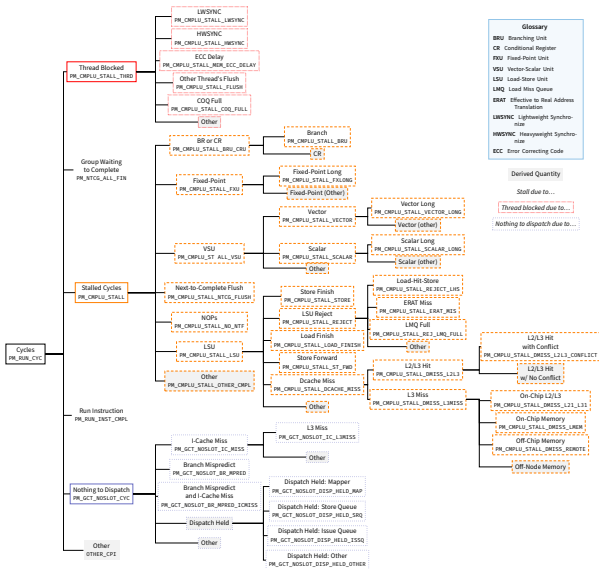 LWSYNC
PM_CMPLU_STALL_LWSYNC
HWSYNC
PM_CMPLU_STALL_HWSYNC
ECC Delay
PM_CMPLU_STALL_MEM_ECC_DELAY
Other Thread's Flush
PM_CMPLU_STALL_FLUSH
COQ Full
PM_CMPLU_STALL_COQ_FULL
Other
Thread Blocked
PM_CMPLU_STALL_THRD
Glossary
BRU Branching Unit
CR Conditional Register
FXU Fixed-Point Unit
VSU Vector-Scalar Unit
LSU Load-Store Unit
LMQ Load Miss Queue
ERAT Effective to Real Address
Translation
LWSYNC Lightweight Synchro-
nize
HWSYNC Heavyweight Synchro-
nize
ECC Error Correcting Code
Derived Quantity
Stall due to...
Thread blocked due to...
Nothing to dispatch due to...
Group Waiting
to Complete
PM_NTCG_ALL_FIN
BR or CR
PM_CMPLU_STALL_BRU_CRU
Branch
PM_CMPLU_STALL_BRU
CR
Fixed-Point
PM_CMPLU_STALL_FXU
Fixed-Point Long
PM_CMPLU_STALL_FXLONG
Fixed-Point (Other)
VSU
PM_CMPLU_ST ALL_VSU
Vector
PM_CMPLU_STALL_VECTOR
Vector Long
PM_CMPLU_STALL_VECTOR_LONG
Vector (other)
Scalar
PM_CMPLU_STALL_SCALAR
Scalar Long
PM_CMPLU_STALL_SCALAR_LONG
Scalar (other)
Other
Stalled Cycles
PM_CMPLU_STALL
Next-to-Complete Flush
PM_CMPLU_STALL_NTCG_FLUSH
NOPs
PM_CMPLU_STALL_NO_NTF
LSU
PM_CMPLU_STALL_LSU
Other
PM_CMPLU_STALL_OTHER_CMPL
Store Finish
PM_CMPLU_STALL_STORE
LSU Reject
PM_CMPLU_STALL_REJECT
Load Finish
PM_CMPLU_STALL_LOAD_FINISH
Store Forward
PM_CMPLU_STALL_ST_FWD
Dcache Miss
PM_CMPLU_STALL_DCACHE_MISS
Other
Load-Hit-Store
PM_CMPLU_STALL_REJECT_LHS
ERAT Miss
PM_CMPLU_STALL_ERAT_MIS
LMQ Full
PM_CMPLU_STALL_REJ_LMQ_FULL
Other
L2/L3 Hit
PM_CMPLU_STALL_DMISS_L2L3
L2/L3 Hit
with Conflict
PM_CMPLU_STALL_DMISS_L2L3_CONFLICT
L2/L3 Hit
w/ No Conflict
L3 Miss
PM_CMPLU_STALL_DMISS_L3MISS
On-Chip L2/L3
PM_CMPLU_STALL_DMISS_L21_L31
On-Chip Memory
PM_CMPLU_STALL_DMISS_LMEM
Off-Chip Memory
PM_CMPLU_STALL_DMISS_REMOTE
Off-Node Memory
Cycles
PM_RUN_CYC
Run Instruction
PM_RUN_INST_CMPL
Nothing to Dispatch
PM_GCT_NOSLOT_CYC
I-Cache Miss
PM_GCT_NOSLOT_IC_MISS
L3 Miss
PM_GCT_NOSLOT_IC_L3MISS
Other
Branch Mispredict
PM_GCT_NOSLOT_BR_MPRED
Branch Mispredict
and I-Cache Miss
PM_GCT_NOSLOT_BR_MPRED_ICMISS
Dispatch Held
Dispatch Held: Mapper
PM_GCT_NOSLOT_DISP_HELD_MAP
Dispatch Held: Store Queue
PM_GCT_NOSLOT_DISP_HELD_SRQ
Dispatch Held: Issue Queue
PM_GCT_NOSLOT_DISP_HELD_ISSQ
Dispatch Held: Other
PM_GCT_NOSLOT_DISP_HELD_OTHER
Other
Other
OTHER_CPI